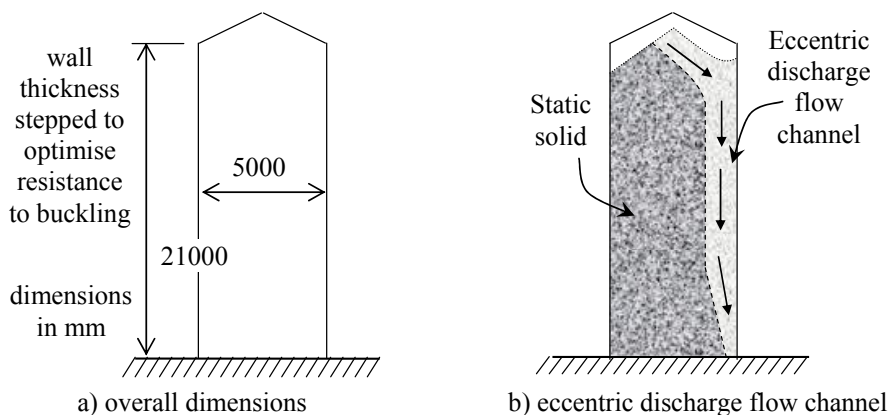 wall
thickness
stepped to
optimise
resistance
to buckling
5000
21000
dimensions
in mm
a) overall dimensions
Eccentric
discharge
flow
channel
Static
solid
b) eccentric discharge flow channel